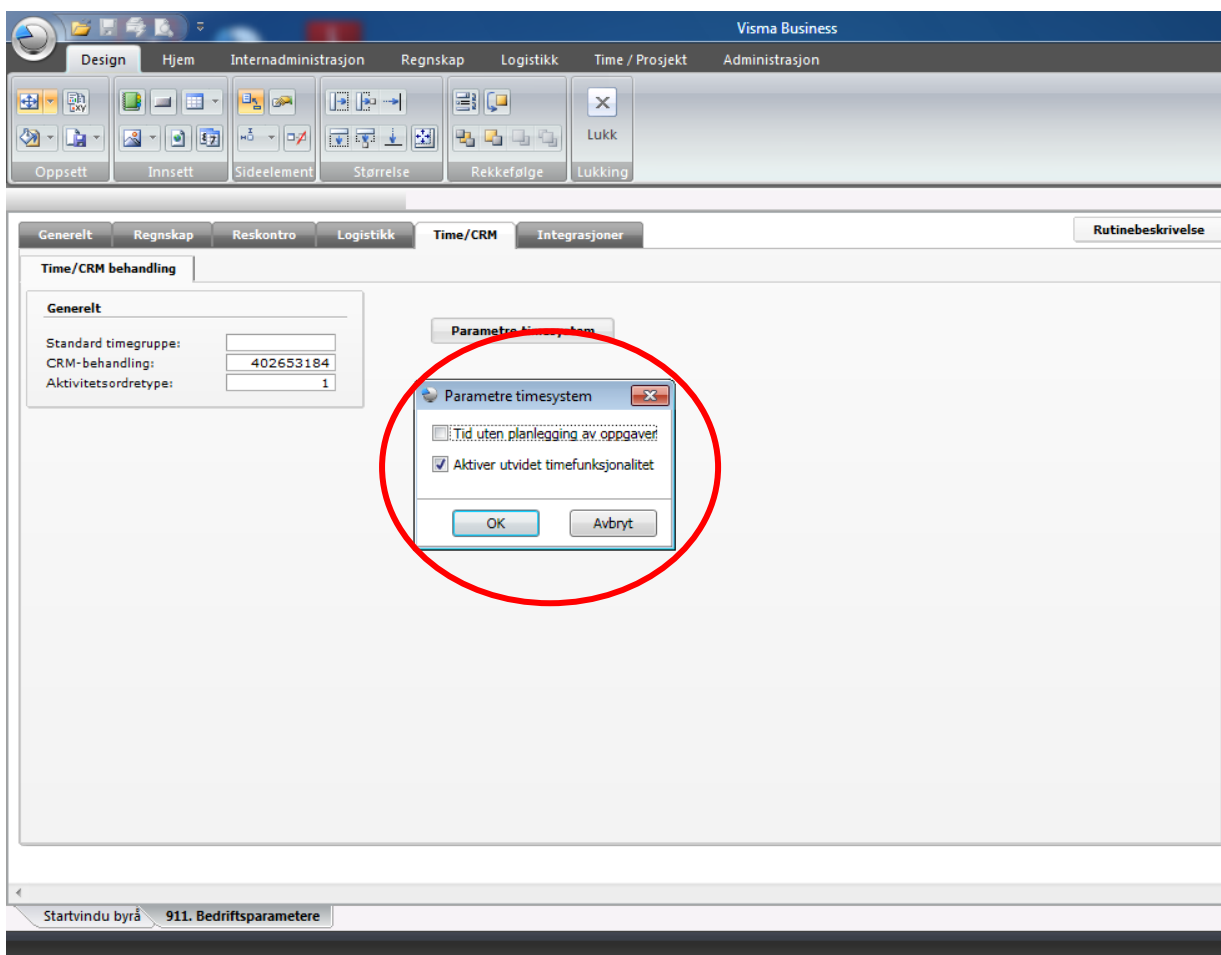 Visma Business
Design Hjem Internadministrasjon Regnskap Logistikk Time / Prosjekt Administrasjon
Lukk
Oppsett Innsett Sideelement Størrelse Rekkefølge Lukking
Generelt Regnskap Reskontro Logistikk Time/CRM Integrasjoner Rutinebeskrivelse
Time/CRM behandling
Generelt
Parametre timesystem
Standard timegruppe:
CRM-behandling: 402653184
Aktivitetsordretype: 1
Parametre timesystem
Tid uten planlegging av oppgaver
Aktiver utvidet timefunksjonalitet
OK Avbryt
Startvindu byrå 911. Bedriftsparametere